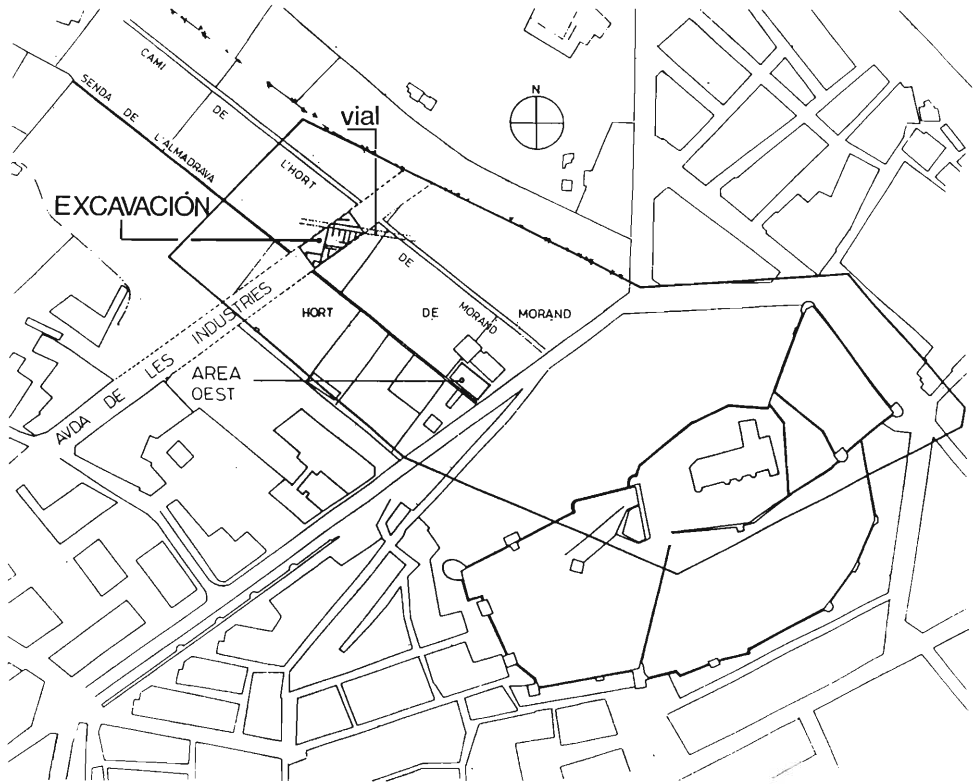 CAMI DE L'HORT DE MORAND
SENDA DE L'ALMADRAVA
vial
N
EXCAVACIÓN
HORT DE MORAND
AREA
OEST
AVDA DE LES INDUSTRIES